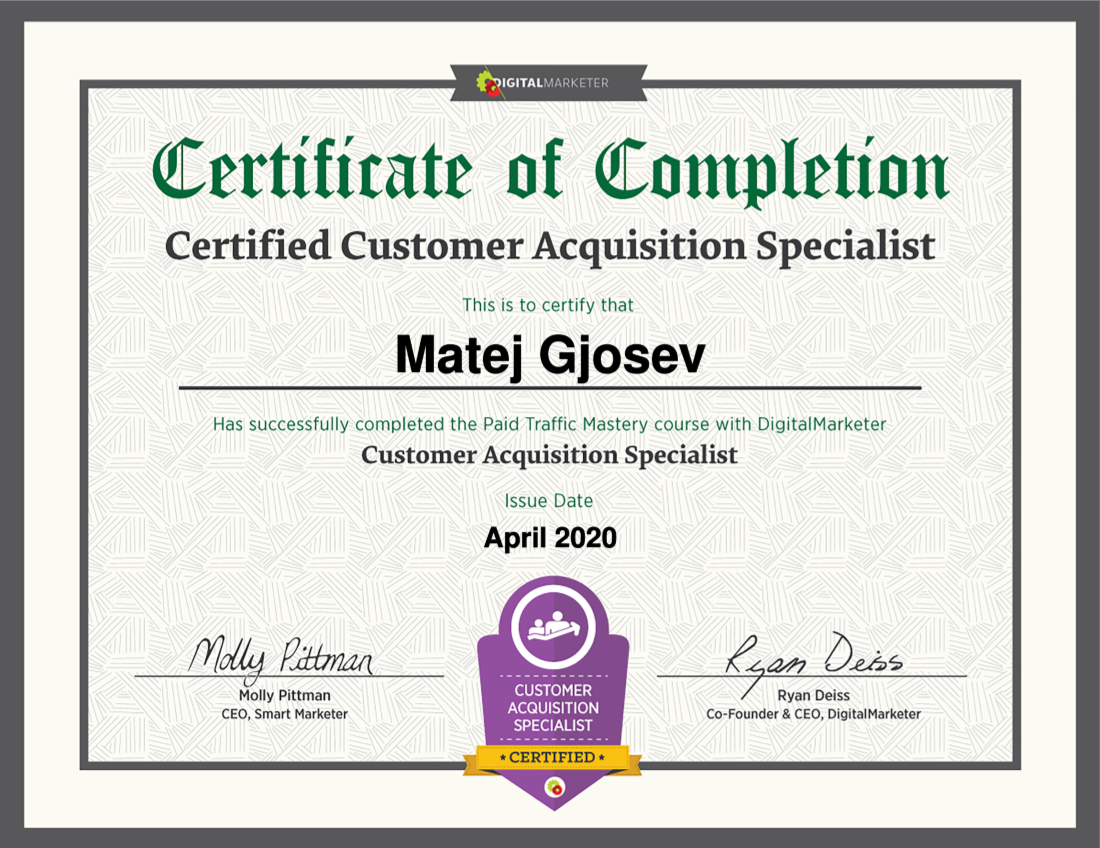 DIGITALMARKETER
Certificate of Completion
Certified Customer Acquisition Specialist
This is to certify that
Matej Gjosev
Has successfully completed the Paid Traffic Mastery course with DigitalMarketer
Customer Acquisition Specialist
Issue Date
April 2020
Molly Pittman
Molly Pittman
CEO, Smart Marketer
CUSTOMER
ACQUISITION
SPECIALIST
CERTIFIED
Ryan Deiss
Ryan Deiss
Co-Founder & CEO, DigitalMarketer